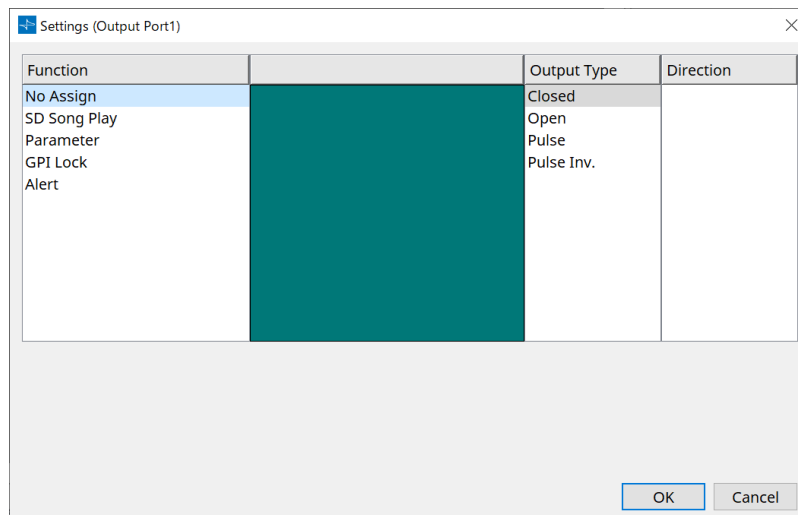 Settings (Output Port1)
Function Output Type Direction
No Assign Closed
SD Song Play Open
Parameter Pulse
GPI Lock Pulse Inv.
Alert
OK Cancel